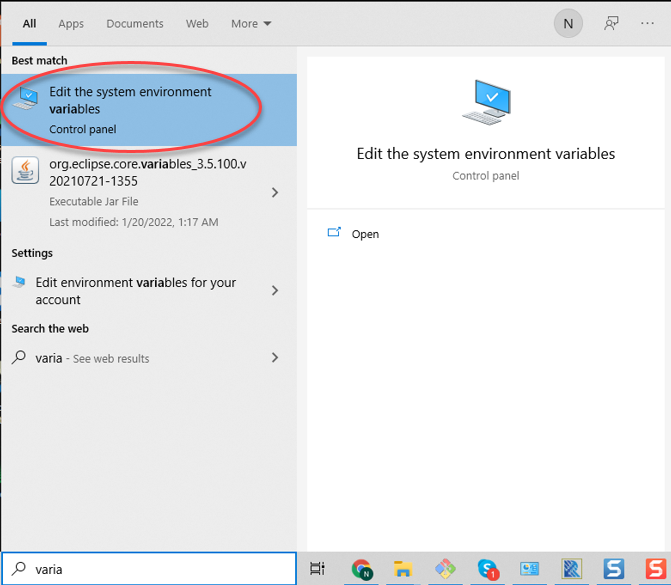 All Apps Documents Web More N ...
Best match
Edit the system environment
variables
Control panel
org.eclipse.core.variables_3.5.100.v
20210721-1355
Executable Jar File
Last modified: 1/20/2022, 1:17 AM
Settings
Edit environment variables for your
account
Search the web
varia - See web results
Edit the system environment variables
Control panel
Open
varia
N
S 1
S
S